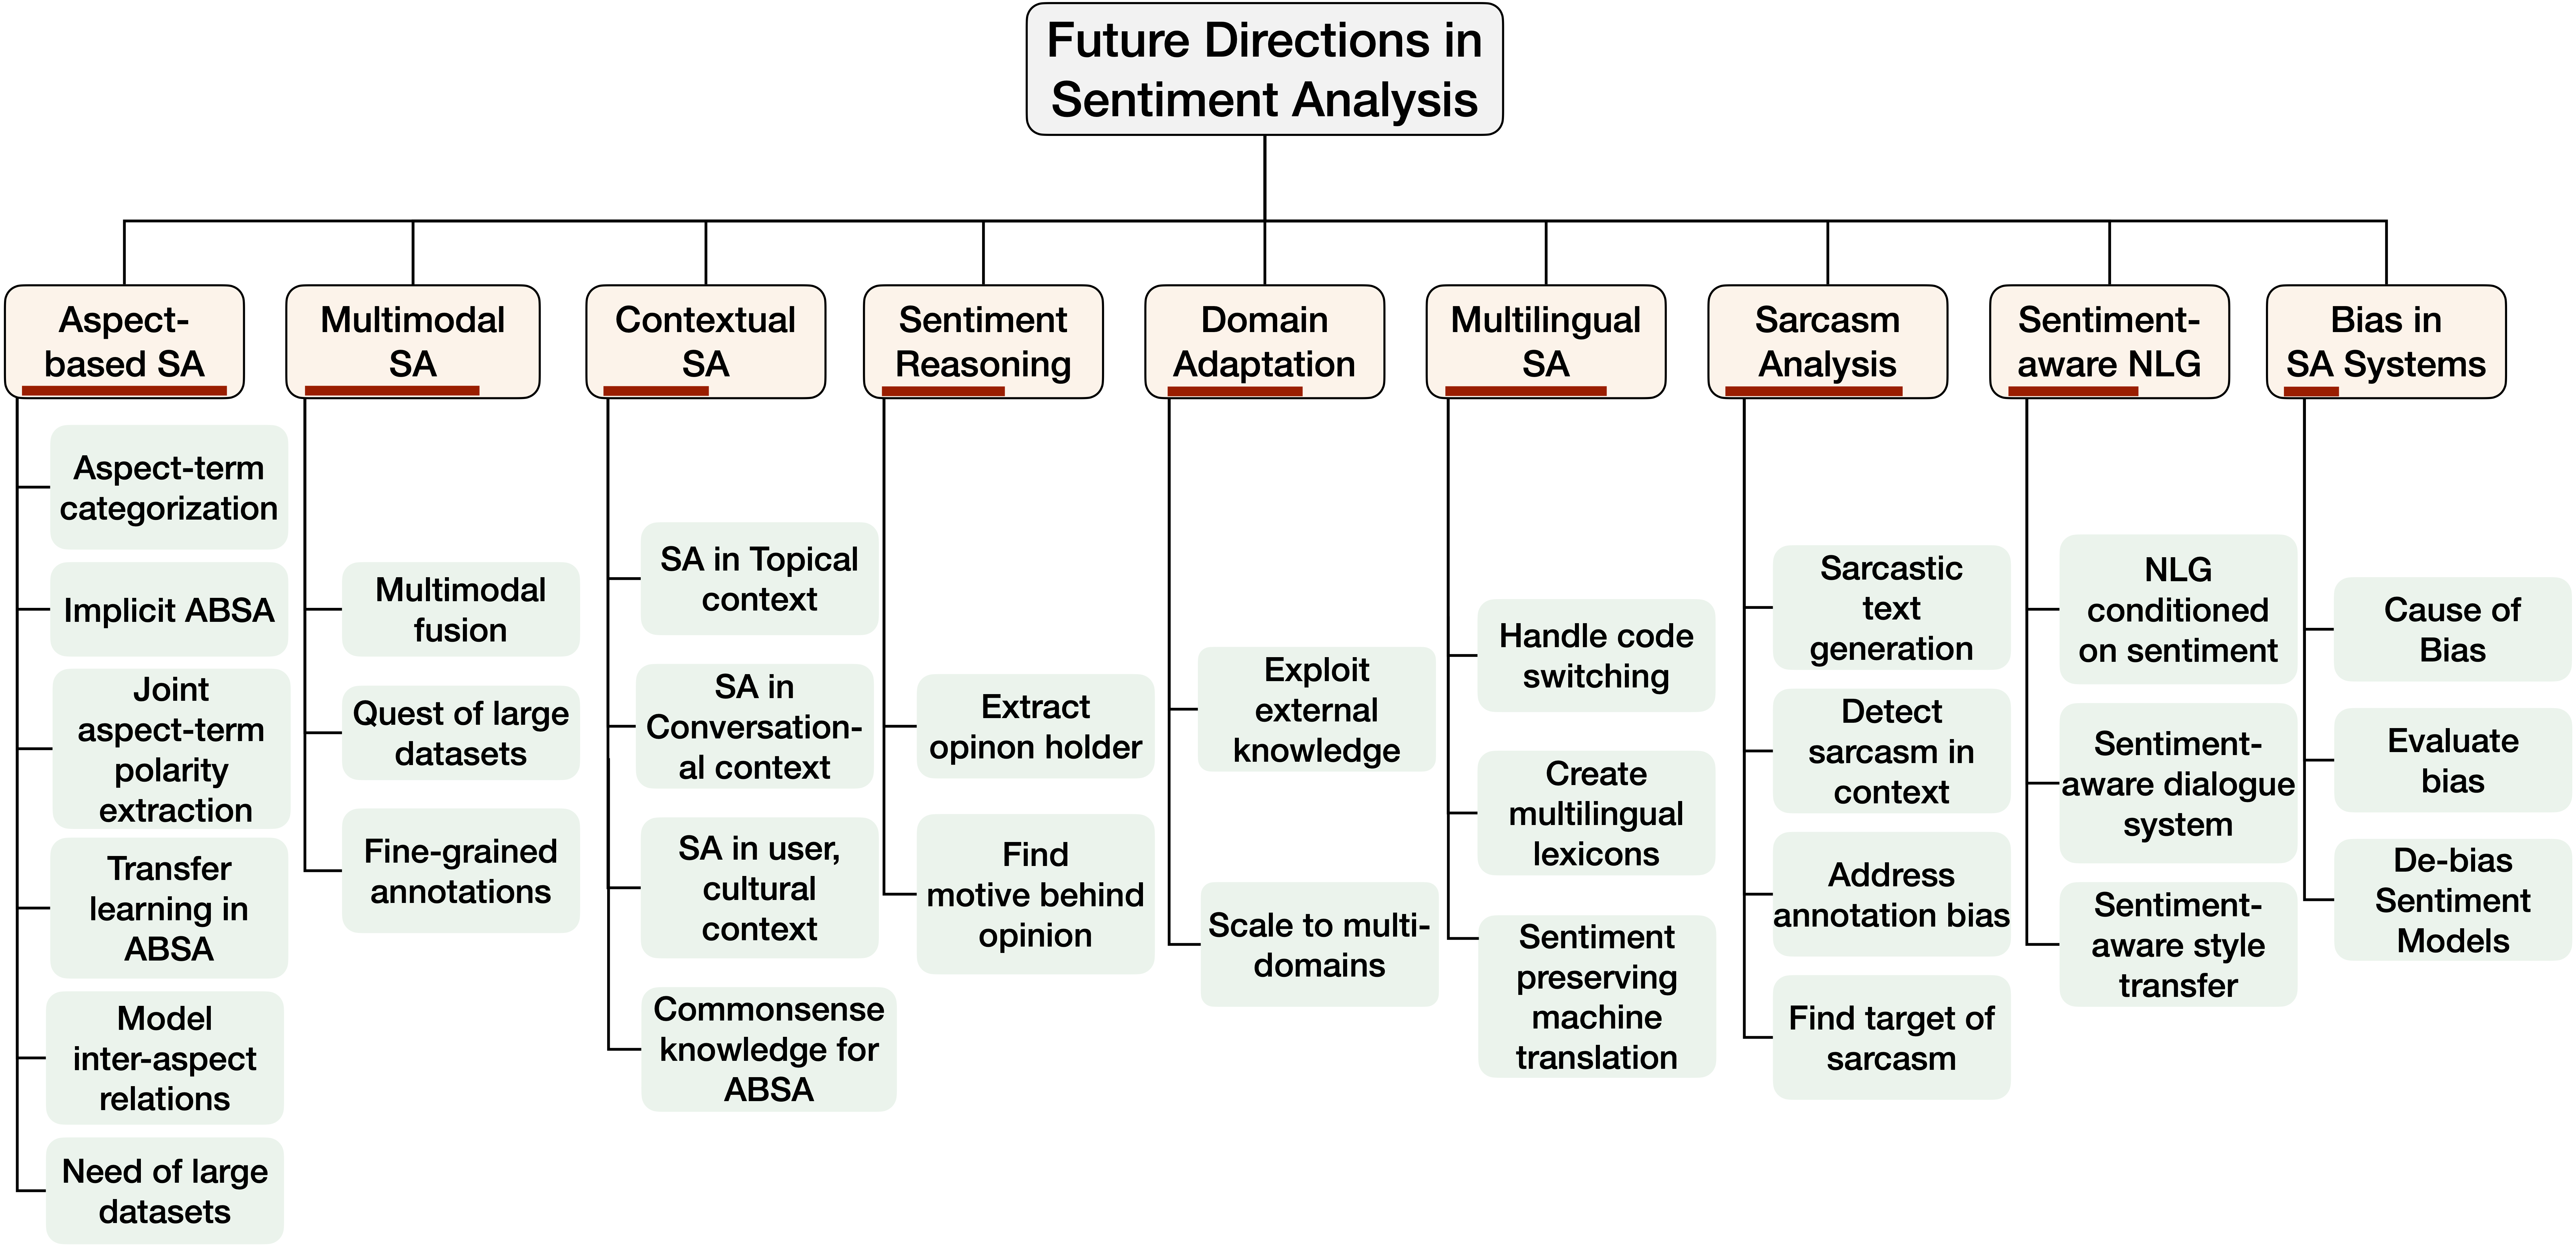 Future Directions in
Sentiment Analysis
Aspect-
based SA
Multimodal
SA
Contextual
SA
Sentiment
Reasoning
Domain
Adaptation
Multilingual
SA
Sarcasm
Analysis
Sentiment-
aware NLG
Bias in
SA Systems
Aspect-term
categorization
Implicit ABSA
Joint
aspect-term
polarity
extraction
Transfer
learning in
ABSA
Model
inter-aspect
relations
Need of large
datasets
Multimodal
fusion
Quest of large
datasets
Fine-grained
annotations
SA in Topical
context
SA in
Conversation-
al context
SA in user,
cultural
context
Commonsense
knowledge for
ABSA
Extract
opinon holder
Find
motive behind
opinion
Exploit
external
knowledge
Scale to multi-
domains
Handle code
switching
Create
multilingual
lexicons
Sentiment
preserving
machine
translation
Sarcastic
text
generation
Detect
sarcasm in
context
Address
annotation bias
Find target of
sarcasm
NLG
conditioned
on sentiment
Sentiment-
aware dialogue
system
Sentiment-
aware style
transfer
Cause of
Bias
Evaluate
bias
De-bias
Sentiment
Models